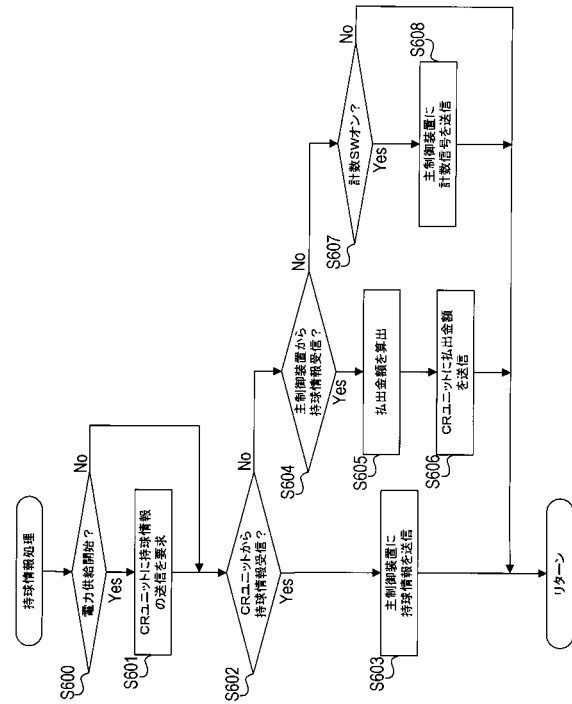 持球情報処理
S600
電力供給開始？
No
Yes
S601
CRユニットに持球情報
の送信を要求
S602
CRユニットから
持球情報受信？
No
Yes
S603
主制御装置に
持球情報を送信
S604
主制御装置から
持球情報受信？
No
Yes
S605
払出金額を算出
S606
CRユニットに払出金額
を送信
S607
計数SWオン？
No
Yes
S608
主制御装置に
計数信号を送信
リターン